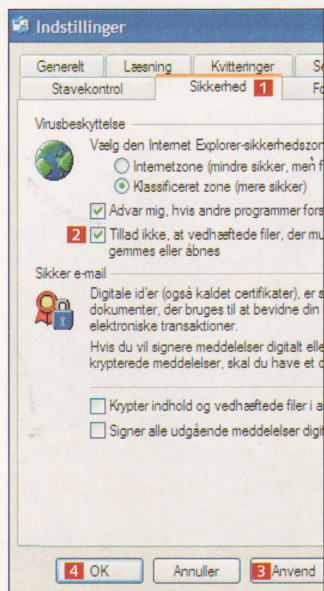 Indstillinger
Generelt Læsning Kvitteringer
Stavekontrol Sikkerhed 1
Virusbeskyttelse
Vælg den Internet Explorer-sikkerhedszon
Internetzone (mindre sikker, men f
Klassificeret zone (mere sikker)
Advar mig, hvis andre programmer fors
2 Tillad ikke, at vedhæftede filer, der mu
gemmes eller åbnes
Sikker e-mail
Digitale id'er (også kaldet certifikater), er s
dokumenter, der bruges til at bevidne din
elektroniske transaktioner.
Hvis du vil signere meddelelser digitalt elle
krypterede meddelelser, skal du have et d
Krypter indhold og vedhæftede filer i a
Signer alle udgående meddelelser digit
4 OK Annuller 3 Anvend